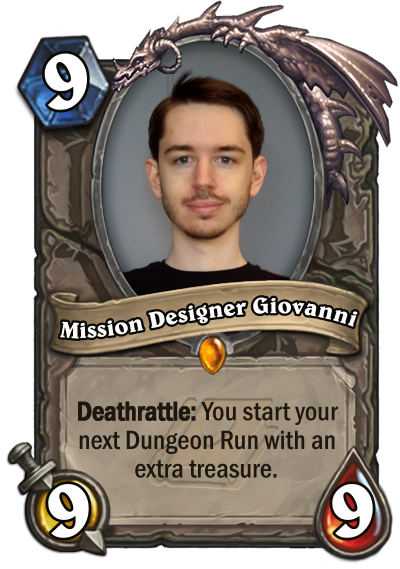 9
Mission Designer Giovanni
Deathrattle: You start your
next Dungeon Run with an
extra treasure.
9
9